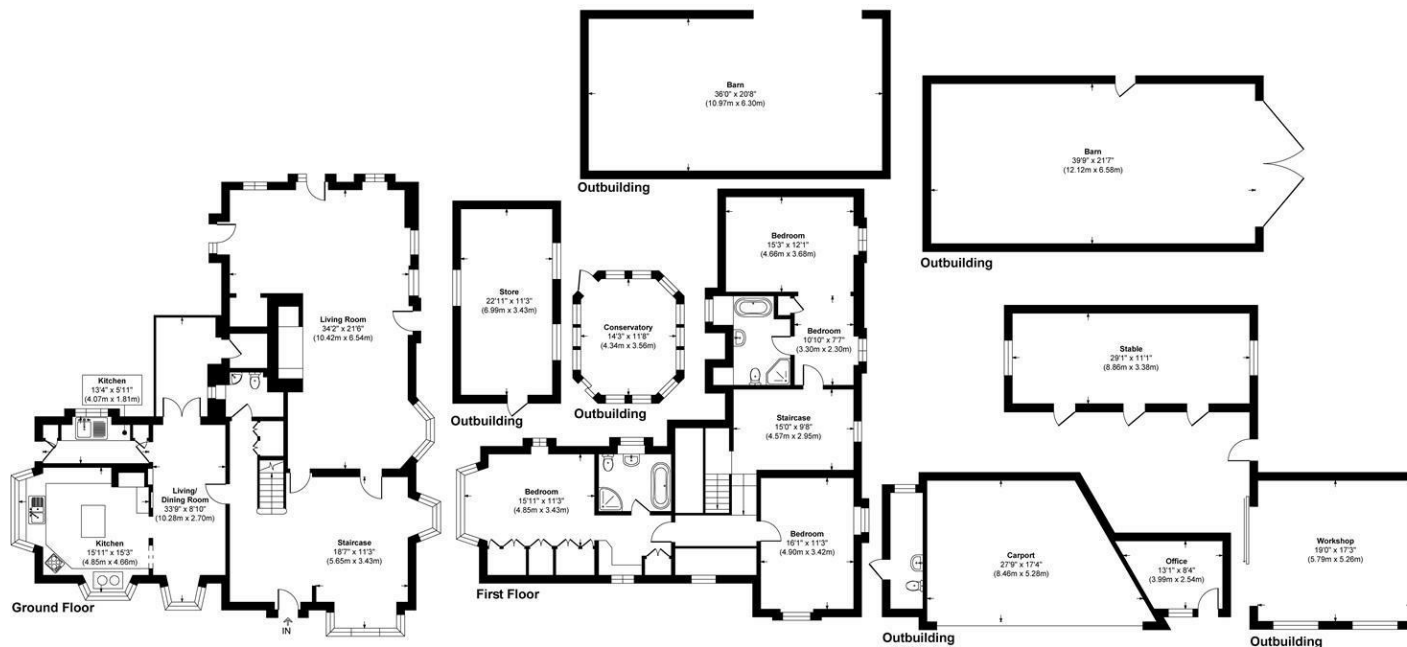 Barn
36'0" x 20'8"
(10.97m x 6.30m)
Outbuilding
Barn
39'9" x 21'7"
(12.12m x 6.58m)
Outbuilding
Living Room
34'2" x 21'6"
(10.42m x 6.54m)
Kitchen
13'4" x 5'11"
(4.07m x 1.81m)
Living/
Dining Room
33'9" x 8'10"
(10.28m x 2.70m)
Kitchen
15'11" x 15'3"
(4.85m x 4.66m)
Staircase
18'7" x 11'3"
(5.65m x 3.43m)
IN
Ground Floor
Store
22'11" x 11'3"
(6.99m x 3.43m)
Outbuilding
Conservatory
14'3" x 11'8"
(4.34m x 3.56m)
Outbuilding
Bedroom
15'3" x 12'1"
(4.66m x 3.68m)
Bedroom
10'10" x 7'7"
(3.30m x 2.30m)
Staircase
15'0" x 9'8"
(4.57m x 2.95m)
Bedroom
15'11" x 11'3"
(4.85m x 3.43m)
Bedroom
16'1" x 11'3"
(4.90m x 3.42m)
First Floor
Stable
29'1" x 11'1"
(8.86m x 3.38m)
Carport
27'9" x 17'4"
(8.46m x 5.28m)
Office
13'1" x 8'4"
(3.99m x 2.54m)
Outbuilding
Workshop
19'0" x 17'3"
(5.79m x 5.26m)
Outbuilding